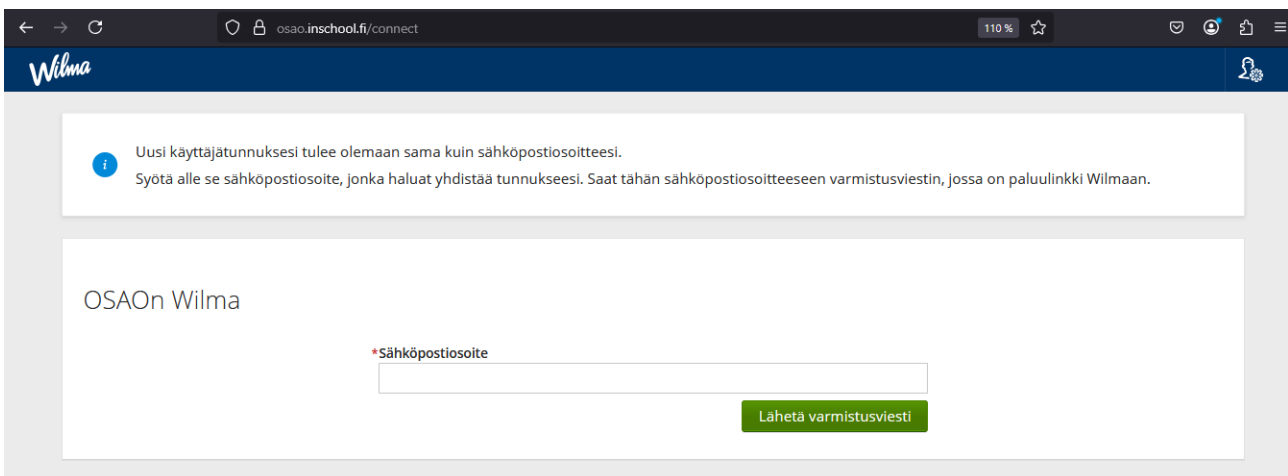 osao.inschool.fi/connect
110 %
Wilma
Uusi käyttäjätunnuksesi tulee olemaan sama kuin sähköpostiosoitteesi.
Syötä alle se sähköpostiosoite, jonka haluat yhdistää tunnukseesi. Saat tähän sähköpostiosoitteeseen varmistusviestin, jossa on paluulinkki Wilmaan.
OSAOn Wilma
*Sähköpostiosoite
Lähetä varmistusviesti